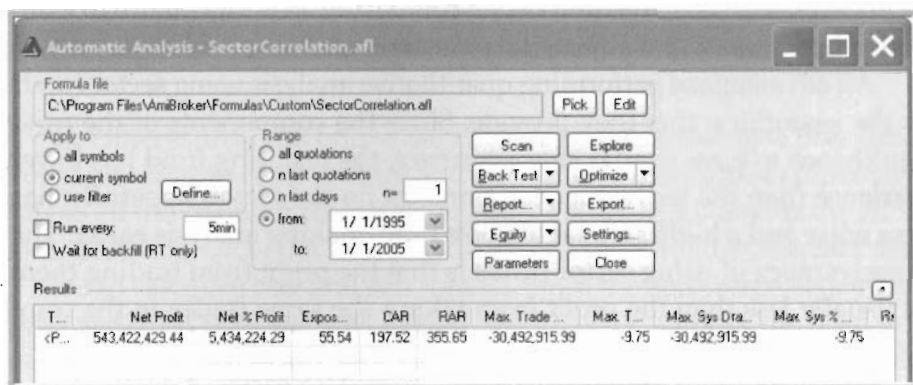 Automatic Analysis - SectorCorrelation.afl
Formula file
C:\Program Files\AmiBroker\Formulas\Custom\SectorCorrelation.afl Pick Edit
Apply to Range
all symbols all quotations Scan Explore
current symbol n last quotations Back Test Optimize
use filter Define... n last days n= 1 Report... Export...
Run every: 5min from: 1/ 1/1995 Equity Settings...
Wait for backfill (RT only) to: 1/ 1/2005 Parameters Close
Results
T... Net Profit Net % Profit Expos... CAR RAR Max. Trade... Max. T... Max. Sys Dra... Max. Sys % ...
<P... 543,422,429.44 5,434,224.29 55.54 197.52 355.65 -30,492,915.99 -9.75 -30,492,915.99 -9.75